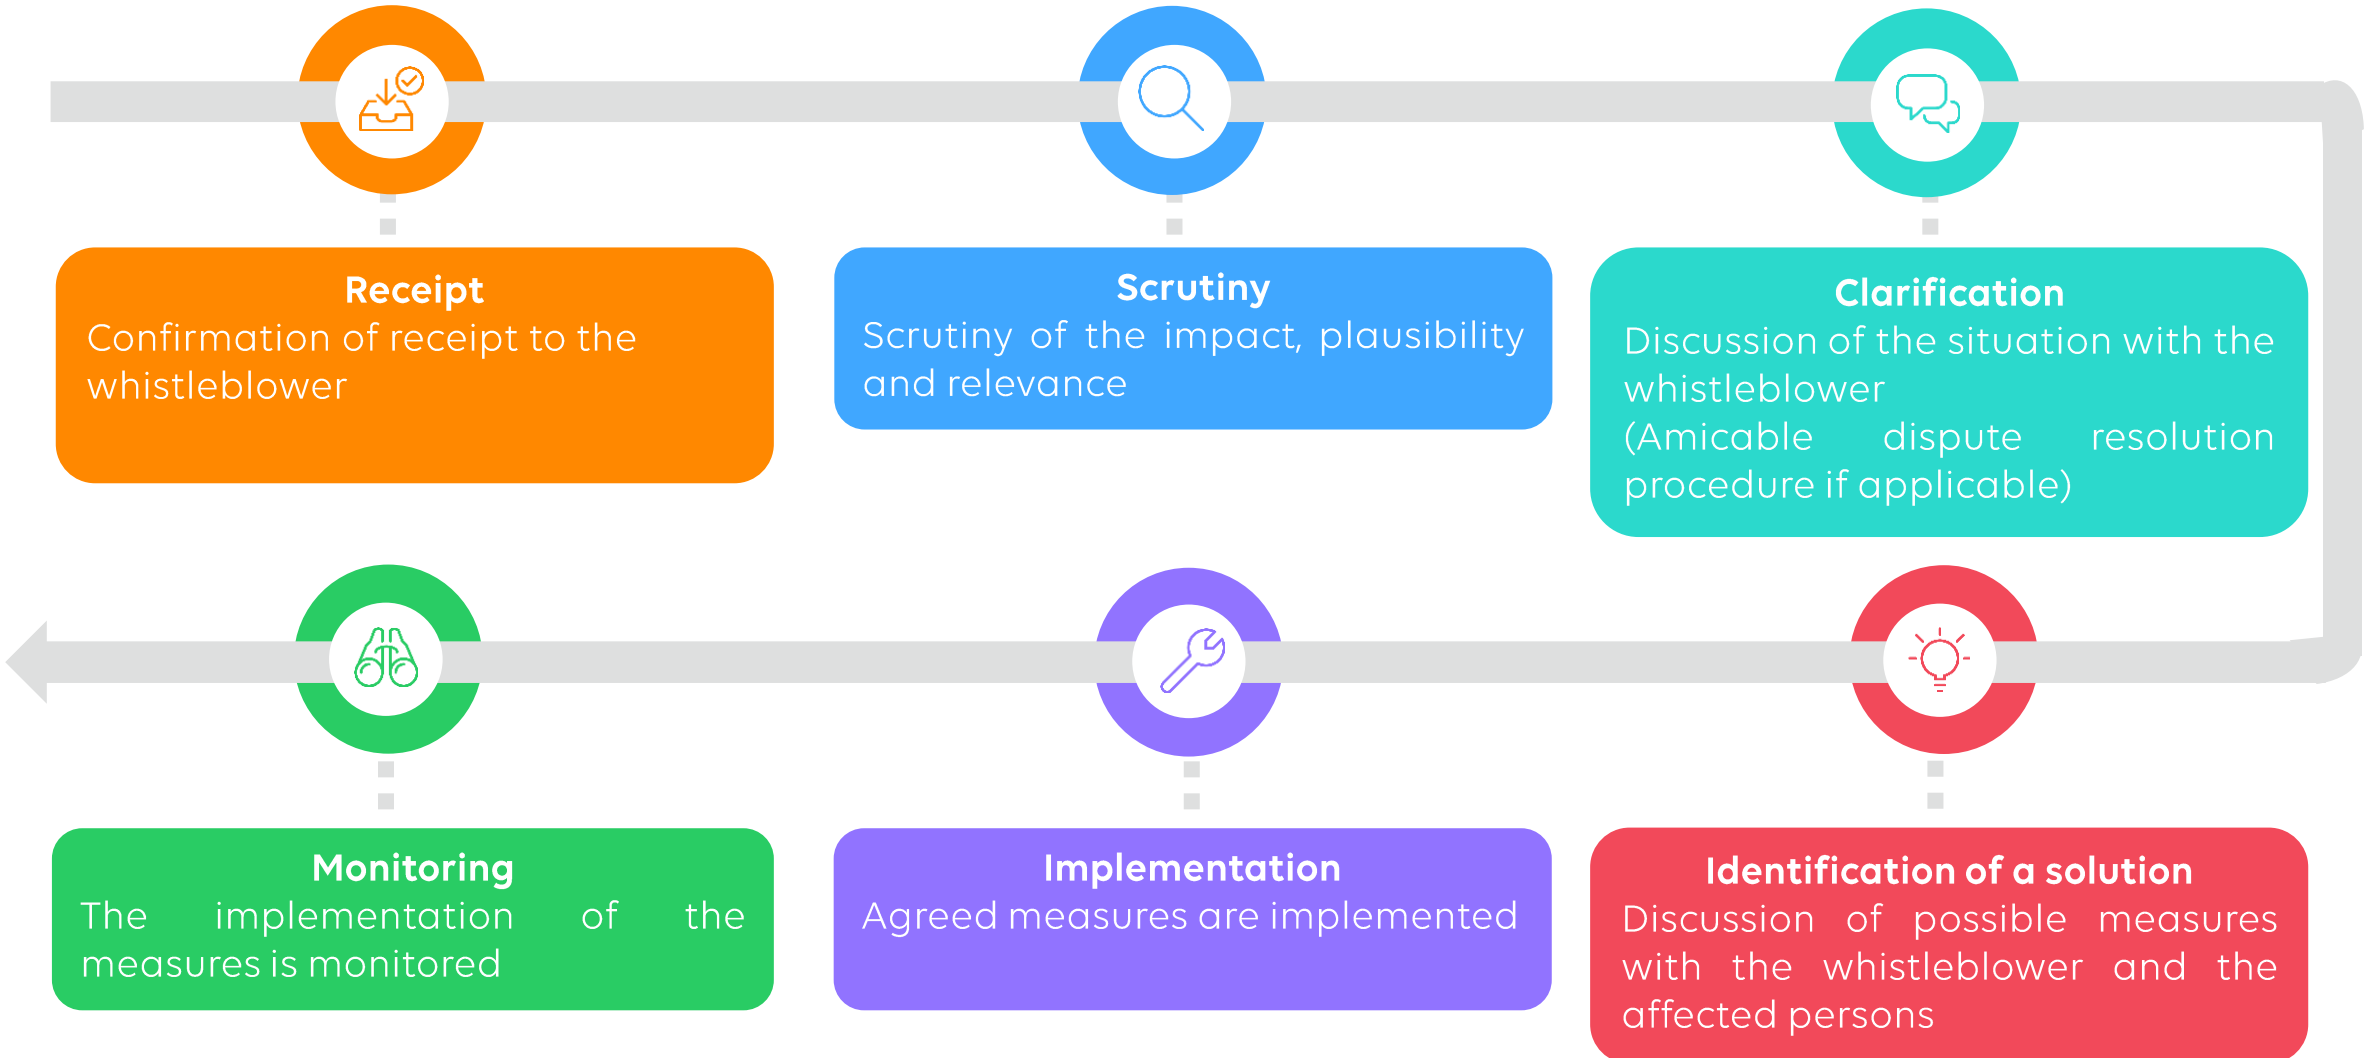 Receipt
Confirmation of receipt to the
whistleblower
Scrutiny
Scrutiny of the impact, plausibility
and relevance
Clarification
Discussion of the situation with the
whistleblower
(Amicable dispute resolution
procedure if applicable)
Identification of a solution
Discussion of possible measures
with the whistleblower and the
affected persons
Implementation
Agreed measures are implemented
Monitoring
The implementation of the
measures is monitored